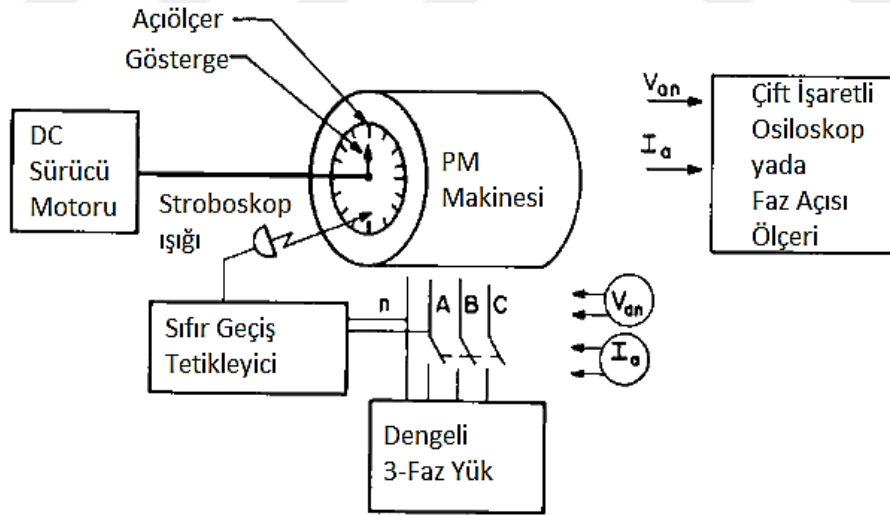 Açıölçer
Gösterge
DC
Sürücü
Motoru
Stroboskop
ışığı
PM
Makinesi
Van
Ia
Çift İşaretli
Osiloskop
yada
Faz Açısı
Ölçeri
Sıfır Geçiş
Tetikleyici
n A B C
Van
Ia
Dengeli
3-Faz Yük